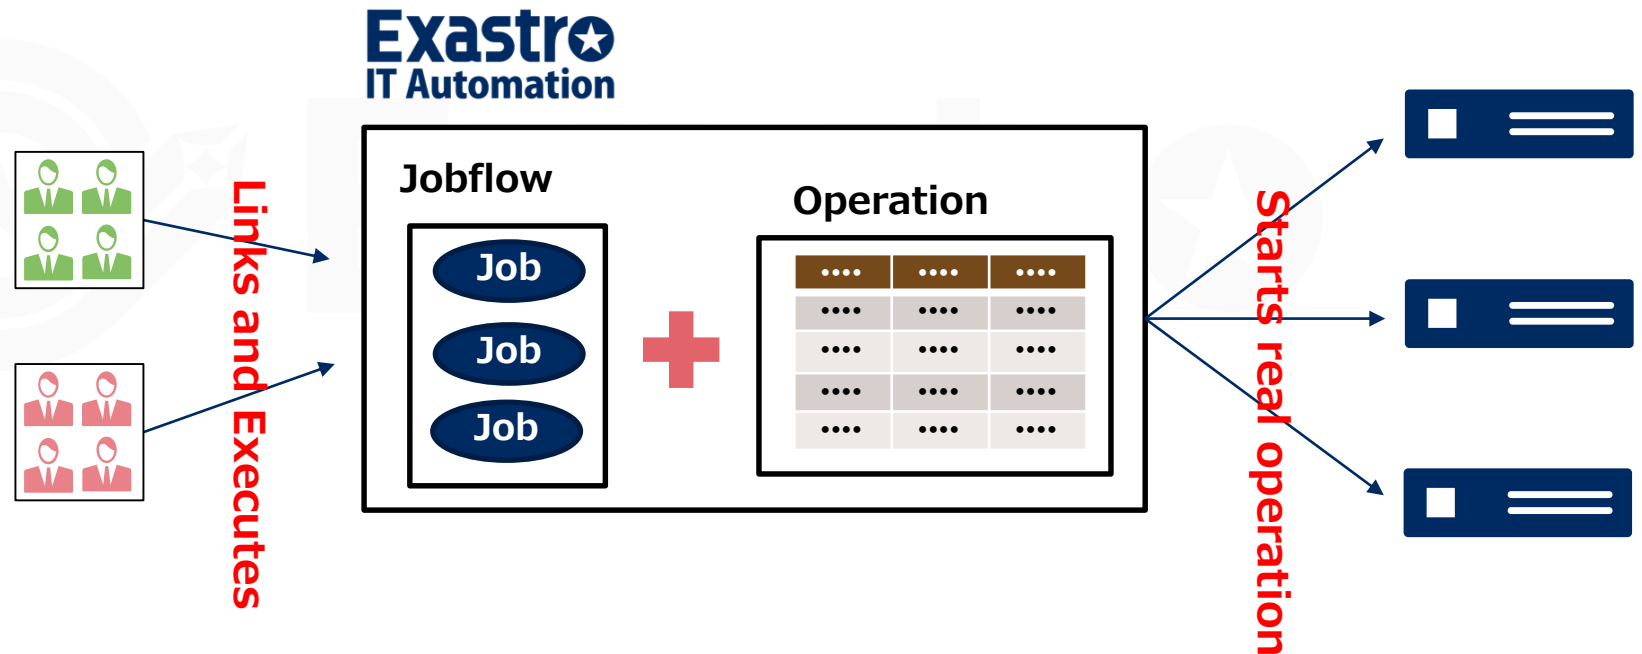 Exastro
IT Automation
Links and Executes
Jobflow
Job
Job
Job
Operation
•••• •••• ••••
•••• •••• ••••
•••• •••• ••••
•••• •••• ••••
•••• •••• ••••
Starts real operation